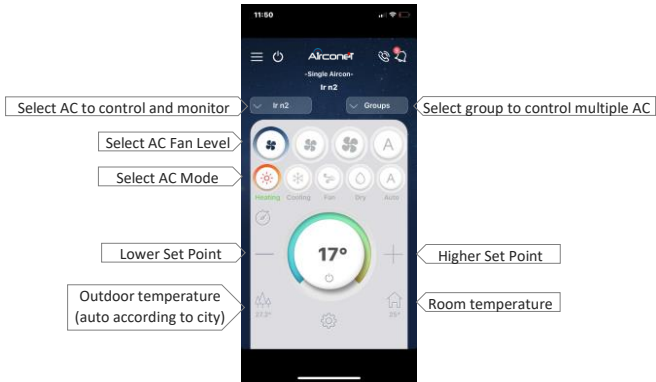 11:50
Airconet
5
-Single Aircon-
Ir n2
Select AC to control and monitor
Ir n2
Groups
Select group to control multiple AC
Select AC Fan Level
A
Select AC Mode
A
Heating Cooling Fan Dry Auto
Lower Set Point
17°
Higher Set Point
Outdoor temperature
(auto according to city)
Room temperature
25°